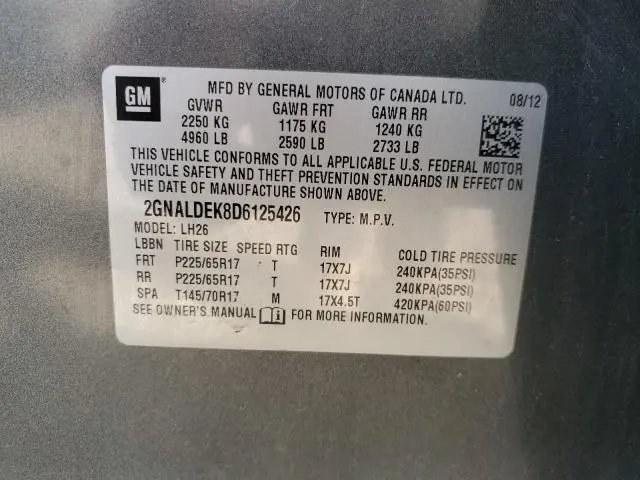 GM ®
MFD BY GENERAL MOTORS OF CANADA LTD. 08/12
GVWR GAWR FRT GAWR RR
2250 KG 1175 KG 1240 KG
4960 LB 2590 LB 2733 LB
THIS VEHICLE CONFORMS TO ALL APPLICABLE U.S. FEDERAL MOTOR
VEHICLE SAFETY AND THEFT PREVENTION STANDARDS IN EFFECT ON
THE DATE OF MANUFACTURE SHOWN ABOVE.
2GNALDEK8D6125426 TYPE: M.P.V.
MODEL: LH26
LBBN TIRE SIZE SPEED RTG RIM COLD TIRE PRESSURE
FRT P225/65R17 T 17X7J 240KPA(35PSI)
RR P225/65R17 T 17X7J 240KPA(35PSI)
SPA T145/70R17 M 17X4.5T 420KPA(60PSI)
SEE OWNER'S MANUAL i FOR MORE INFORMATION.